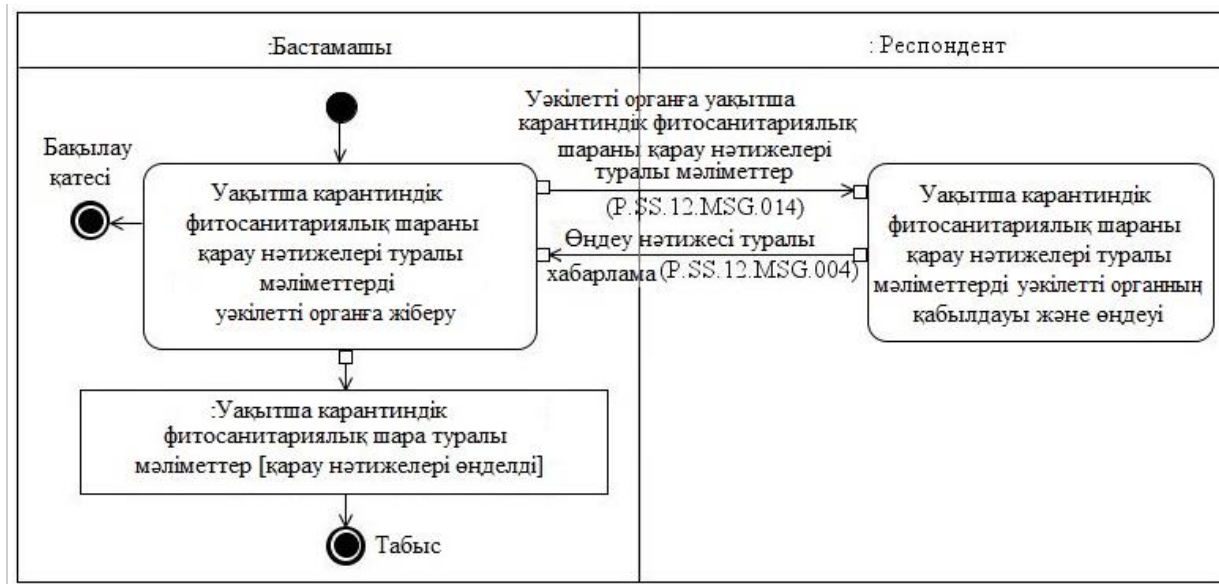 :Бастамашы
: Респондент
Уәкілетті органға уақытша
карантиндік фитосанитариялық
шараны қарау нәтижелері
туралы мәліметтер
(P.SS.12.MSG.014)
Бақылау
қатесі
Уақытша карантиндік
фитосанитариялық шараны
қарау нәтижелері туралы
мәліметтерді
уәкілетті органға жіберу
Өңдеу нәтижесі туралы
хабарлама (P.SS.12.MSG.004)
Уақытша карантиндік
фитосанитариялық шараны
қарау нәтижелері туралы
мәліметтерді уәкілетті органның
қабылдауы және өңдеуі
:Уақытша карантиндік
фитосанитариялық шара туралы
мәліметтер [қарау нәтижелері өңделді]
Табыс